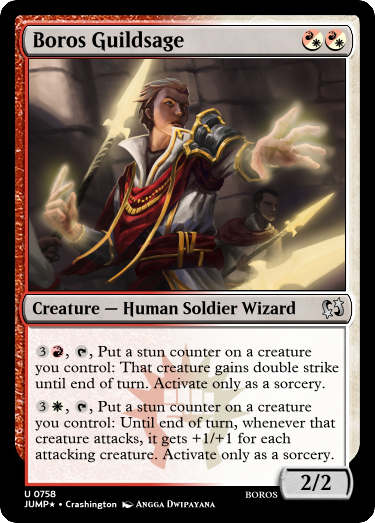 Boros Guildsage
Creature — Human Soldier Wizard
3, , Put a stun counter on a creature
you control: That creature gains double strike
until end of turn. Activate only as a sorcery.
3, , Put a stun counter on a creature
you control: Until end of turn, whenever that
creature attacks, it gets +1/+1 for each
attacking creature. Activate only as a sorcery.
2/2
U 0758
JUMP★ • Crashington Angga Dwipayana
BOROS